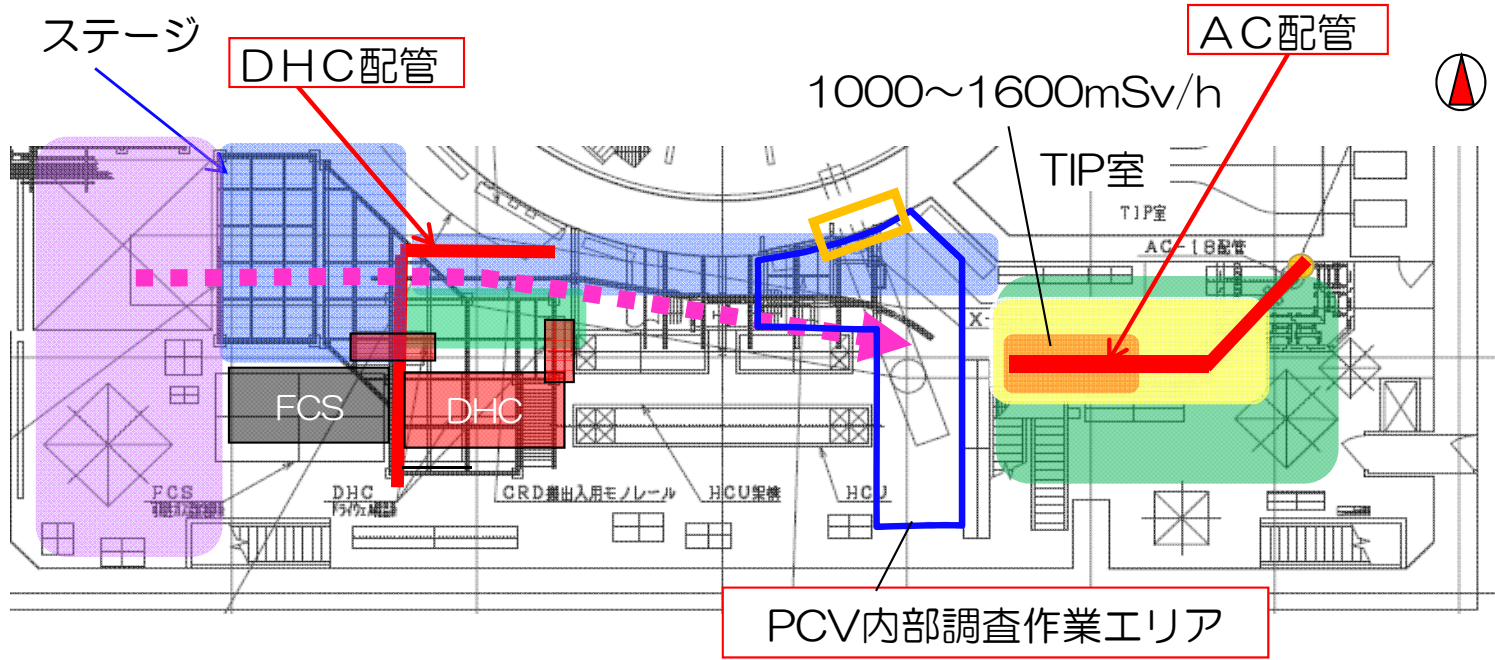 ステージ
DHC配管
AC配管
1000~1600mSv/h
TIP室
TIP室
AC-18配管
X-
FCS
DHC
FCS
DHC
CRD搬出入用モノレール
HCU架構
HCU
PCV内部調査作業エリア